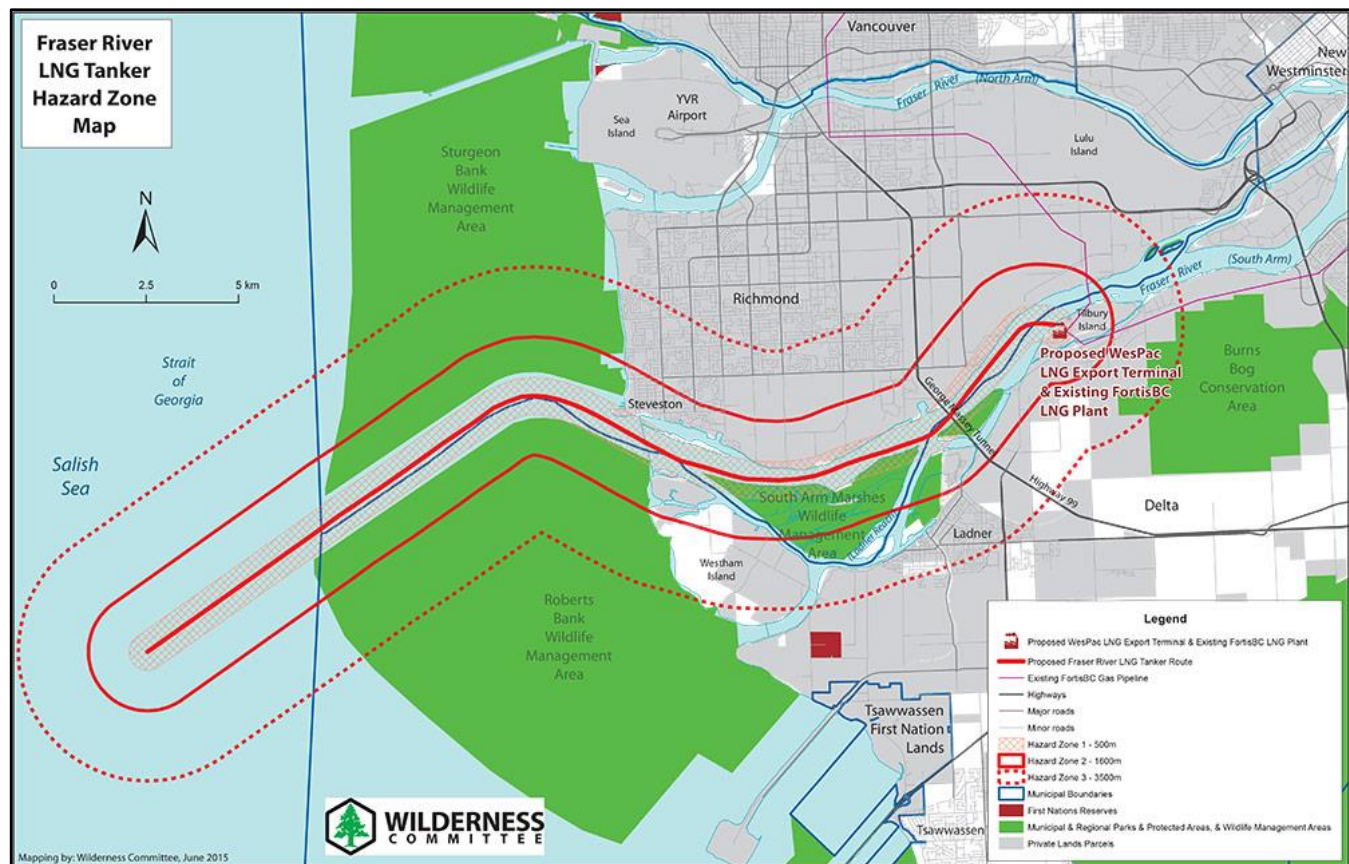 Fraser River
LNG Tanker
Hazard Zone
Map
N
0
2.5
5 km
Strait
of
Georgia
Salish
Sea
Sturgeon
Bank
Wildlife
Management
Area
Vancouver
New
Westminster
Fraser River (North Arm)
YVR
Airport
Sea
Island
Lulu
Island
Richmond
Fraser River (South Arm)
Tilbury
Island
Proposed WesPac
LNG Export Terminal
& Existing FortisBC
LNG Plant
Burns
Bog
Conservation
Area
Steveston
George Massey Tunnel
Highway 99
Delta
South Arm Marshes
Wildlife
Management
Area
(Ladner Reach)
Ladner
Westham
Island
Roberts
Bank
Wildlife
Management
Area
Tsawwassen
First Nation
Lands
Tsawwassen
Legend
Proposed WesPac LNG Export Terminal & Existing FortisBC LNG Plant
Proposed Fraser River LNG Tanker Route
Existing FortisBC Gas Pipeline
Highways
Major roads
Minor roads
Hazard Zone 1 - 500m
Hazard Zone 2 - 1600m
Hazard Zone 3 - 3500m
Municipal Boundaries
First Nations Reserves
Municipal & Regional Parks & Protected Areas, & Wildlife Management Areas
Private Lands Parcels
WILDERNESS
COMMITTEE
Mapping by: Wilderness Committee, June 2015